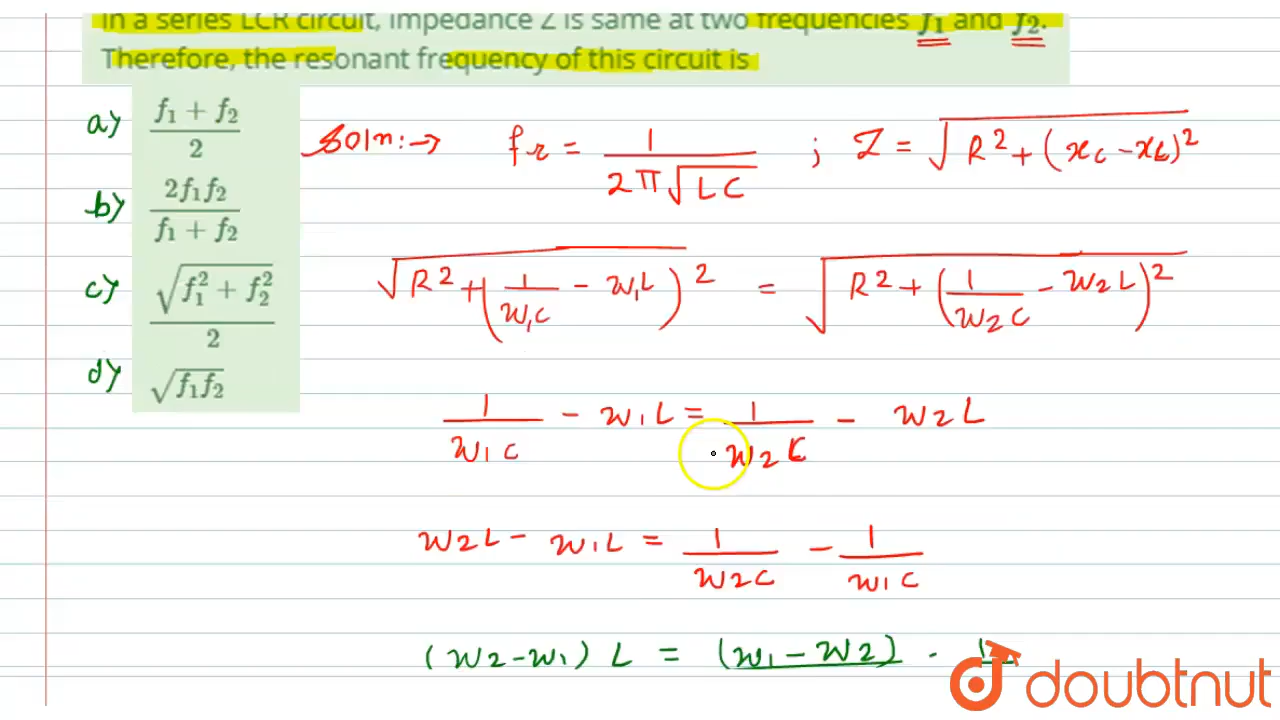 In a series LCR circuit, impedance Z is same at two frequencies f₁ and f₂.
Therefore, the resonant frequency of this circuit is
a) (f₁ + f₂)/2
Soln:→ fr = 1/(2π√(LC)) ; Z = √(R² + (xc - xL)²)
b) 2f₁f₂/(f₁ + f₂)
c) √(f₁² + f₂²)/2
√(R² + (1/(w₁C) - w₁L)²) = √(R² + (1/(w₂C) - w₂L)²)
d) √(f₁f₂)
1/(w₁C) - w₁L = 1/(w₂C) - w₂L
w₂L - w₁L = 1/(w₂C) - 1/(w₁C)
(w₂-w₁) L = (w₁-w₂) . 1
doubtnut